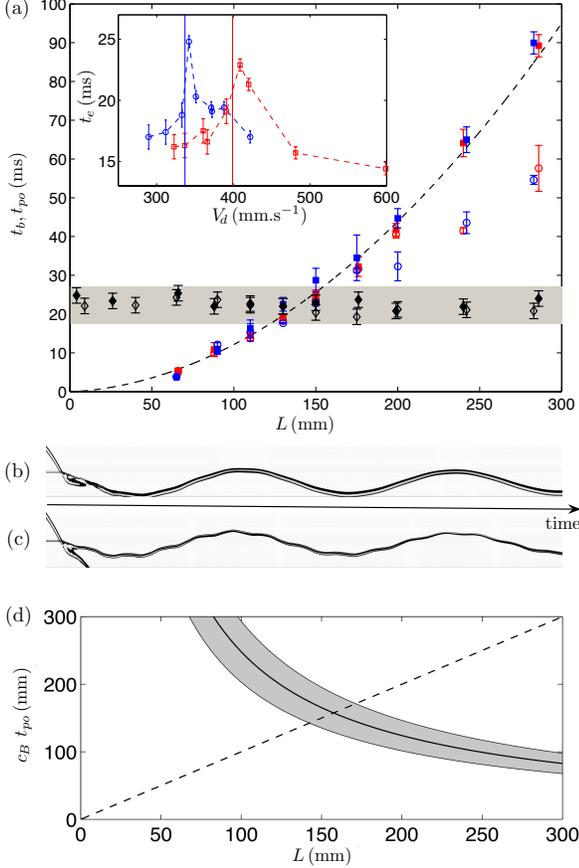 (a)
100
90
80
70
60
50
40
30
20
10
0
t_b, t_po (ms)
0 50 100 150 200 250 300
L (mm)
25
20
15
t_e (ms)
300 400 500 600
V_d (mm.s⁻¹)
(b)
time
(c)
(d)
300
200
100
0
c_B t_po (mm)
0 50 100 150 200 250 300
L (mm)